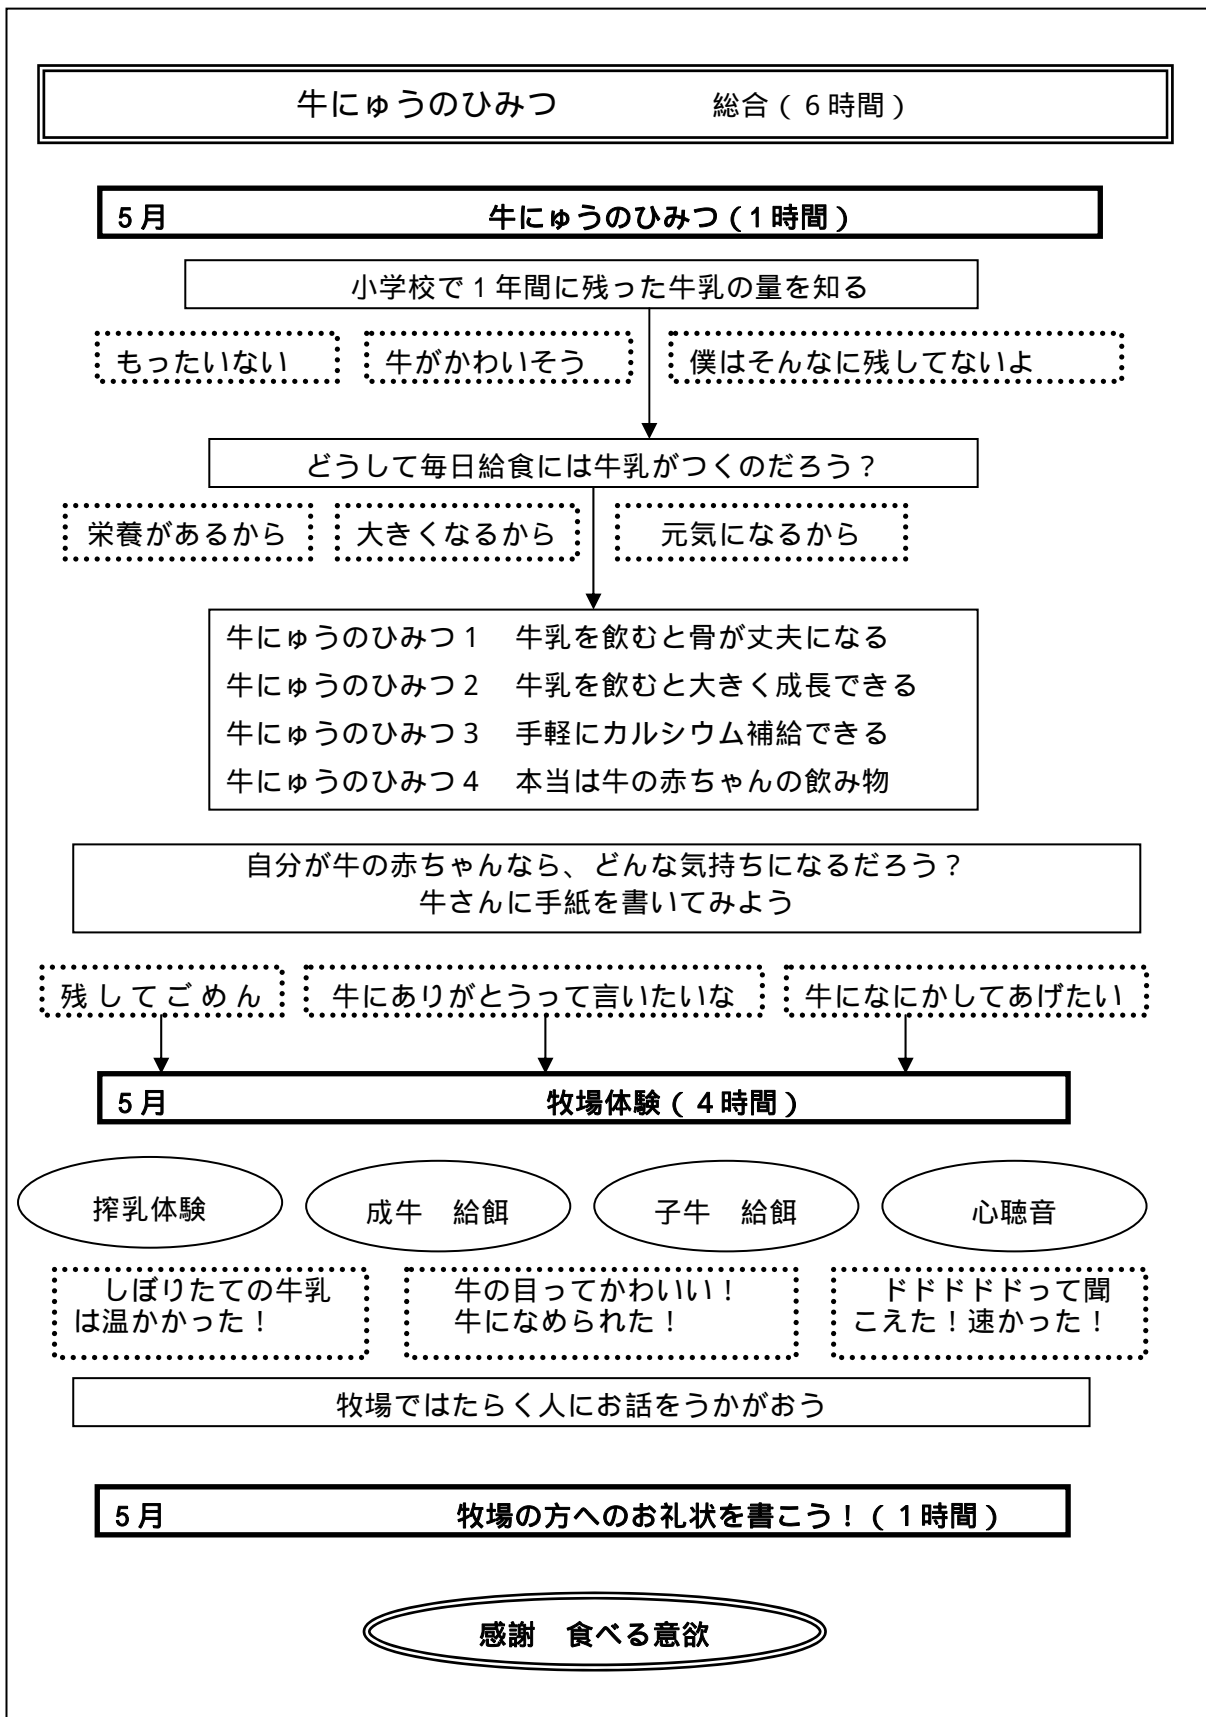 牛にゅうのひみつ　　　総合（６時間）
５月　　　牛にゅうのひみつ（１時間）
小学校で１年間に残った牛乳の量を知る
もったいない　牛がかわいそう　僕はそんなに残してないよ
どうして毎日給食には牛乳がつくのだろう？
栄養があるから　大きくなるから　元気になるから
牛にゅうのひみつ１　牛乳を飲むと骨が丈夫になる
牛にゅうのひみつ２　牛乳を飲むと大きく成長できる
牛にゅうのひみつ３　手軽にカルシウム補給できる
牛にゅうのひみつ４　本当は牛の赤ちゃんの飲み物
自分が牛の赤ちゃんなら、どんな気持ちになるだろう？
牛さんに手紙を書いてみよう
残してごめん　牛にありがとうって言いたいな　牛になにかしてあげたい
５月　　　牧場体験（４時間）
搾乳体験　成牛　給餌　子牛　給餌　心聴音
しぼりたての牛乳
は温かかった！
牛の目ってかわいい！
牛になめられた！
ドドドドドって聞
こえた！速かった！
牧場ではたらく人にお話をうかがおう
５月　　　牧場の方へのお礼状を書こう！（１時間）
感謝　食べる意欲